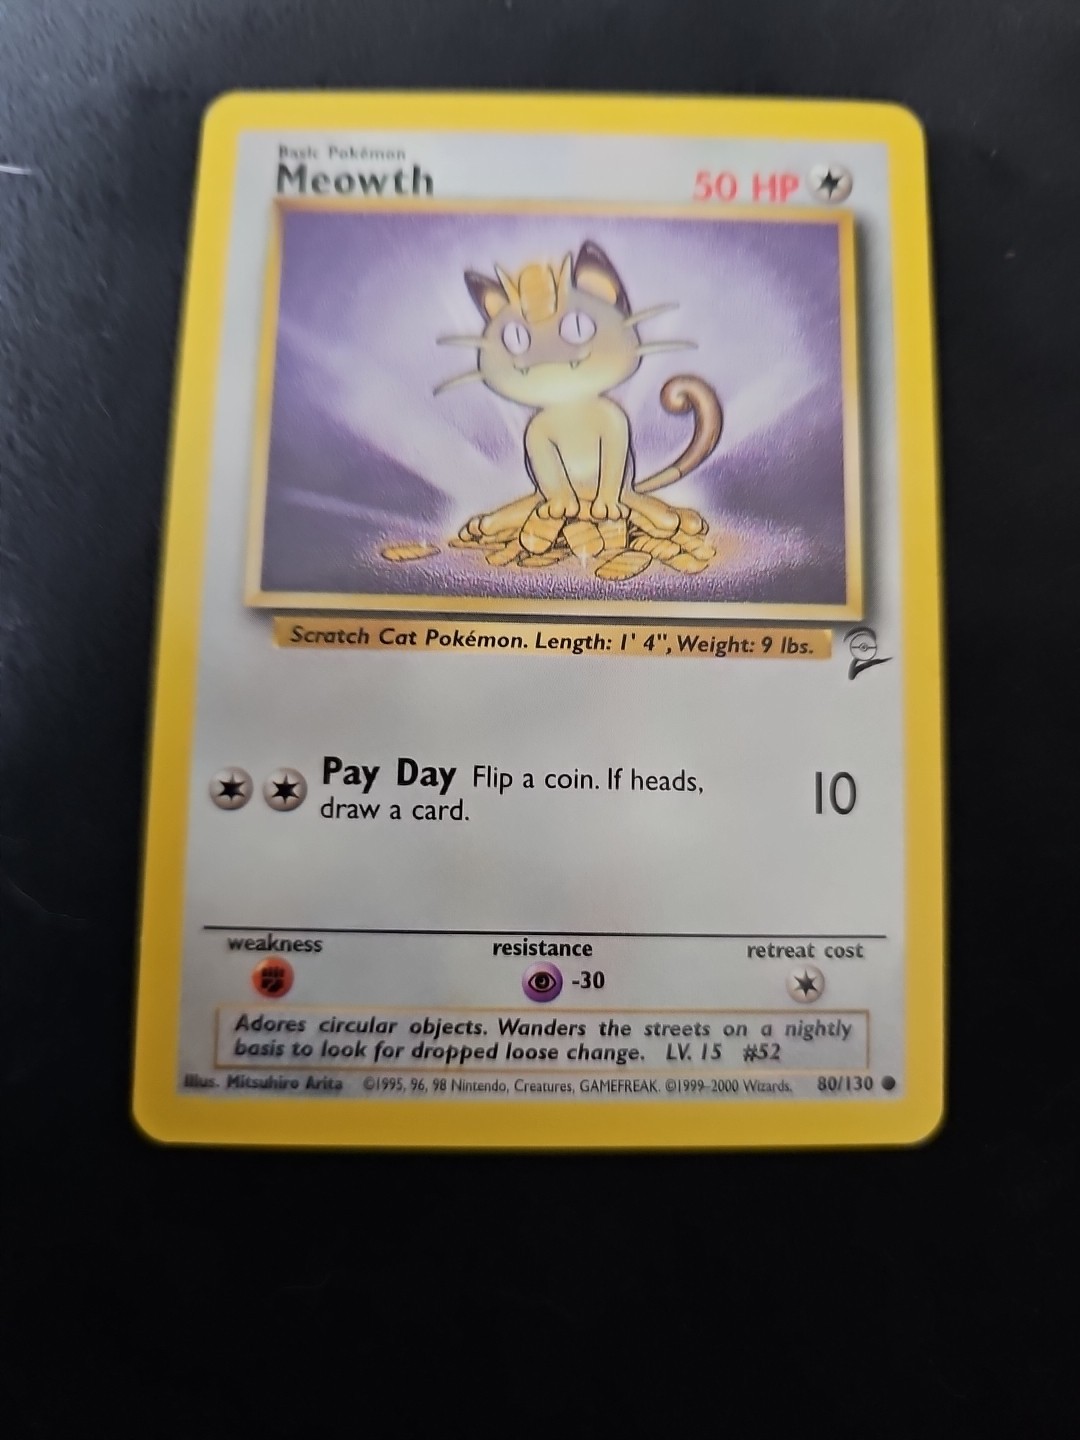 Basic Pokémon
Meowth
50 HP
Scratch Cat Pokémon. Length: 1' 4", Weight: 9 lbs.
Pay Day Flip a coin. If heads,
draw a card.
10
weakness
resistance
retreat cost
-30
Adores circular objects. Wanders the streets on a nightly
basis to look for dropped loose change. LV. 15 #52
Illus. Mitsuhiro Arita ©1995, 96, 98 Nintendo, Creatures, GAMEFREAK. ©1999-2000 Wizards. 80/130